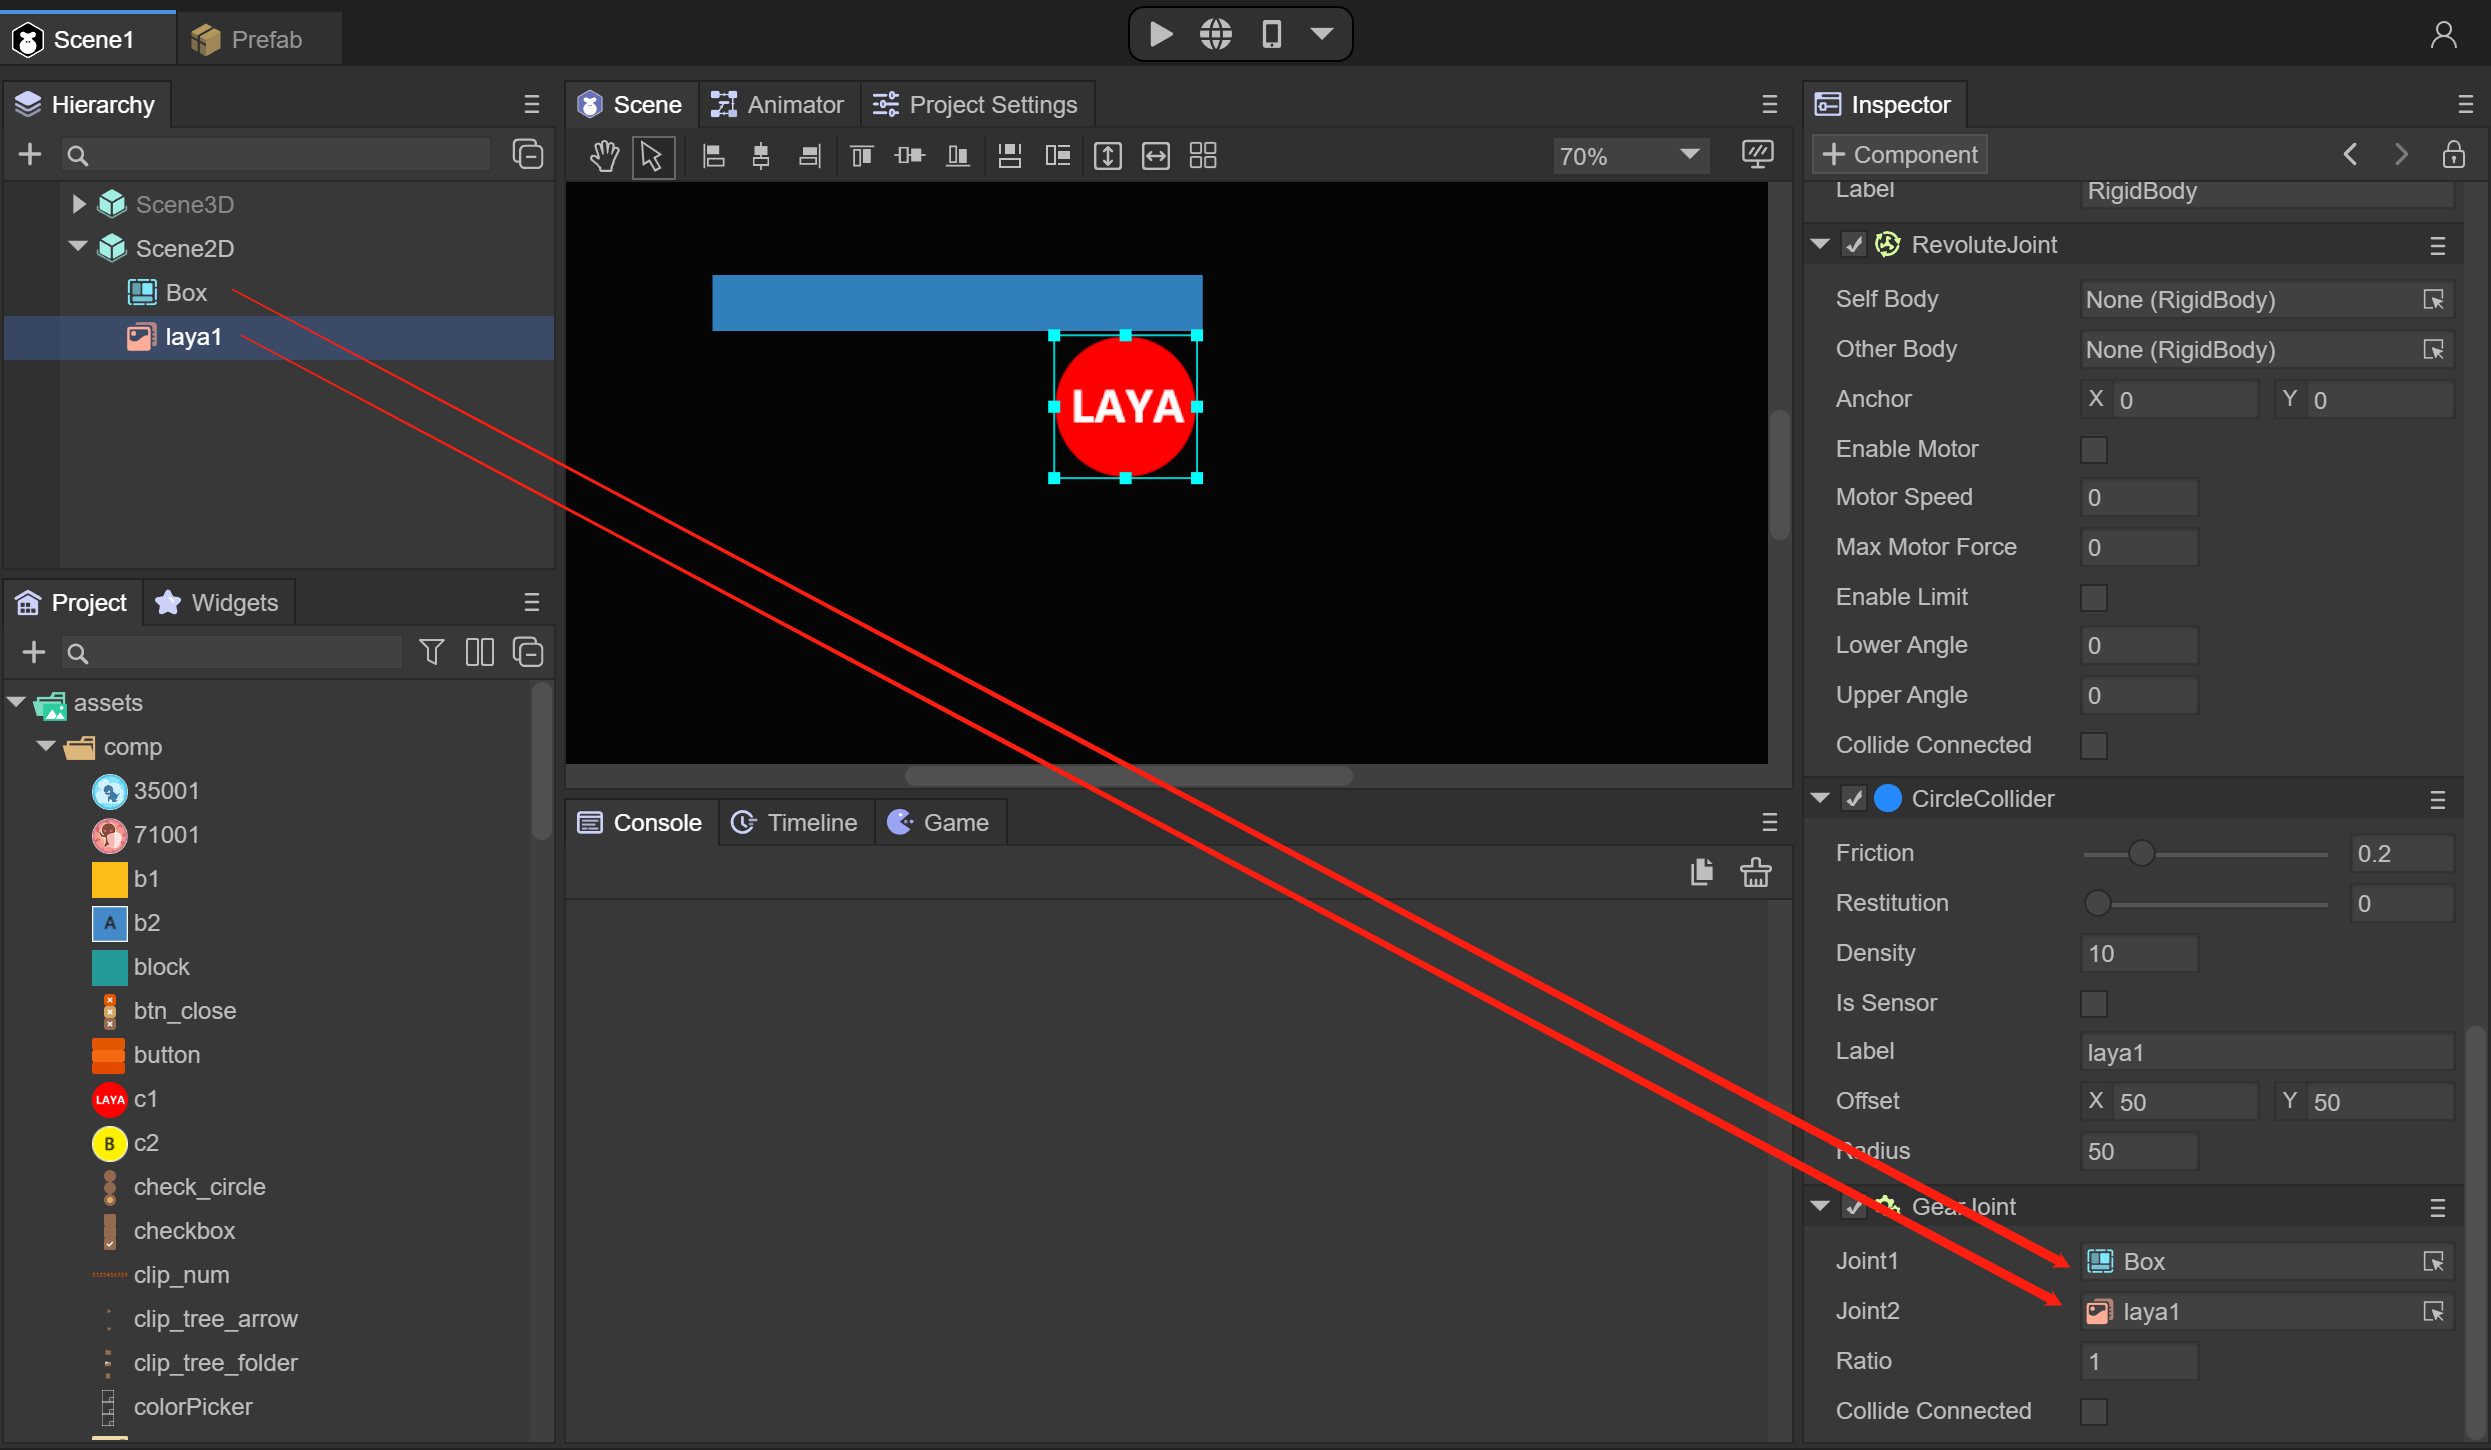 Scene1
Prefab
Hierarchy
Scene3D
Scene2D
Box
laya1
Project
Widgets
assets
comp
35001
71001
b1
A
b2
block
btn_close
button
LAYA
c1
B
c2
check_circle
checkbox
clip_num
clip_tree_arrow
clip_tree_folder
colorPicker
Scene
Animator
Project Settings
70%
LAYA
Console
Timeline
Game
Inspector
Component
Label
RigidBody
RevoluteJoint
Self Body
None (RigidBody)
Other Body
None (RigidBody)
Anchor
X 0
Y 0
Enable Motor
Motor Speed
0
Max Motor Force
0
Enable Limit
Lower Angle
0
Upper Angle
0
Collide Connected
CircleCollider
Friction
0.2
Restitution
0
Density
10
Is Sensor
Label
laya1
Offset
X 50
Y 50
Radius
50
GearJoint
Joint1
Box
Joint2
laya1
Ratio
1
Collide Connected